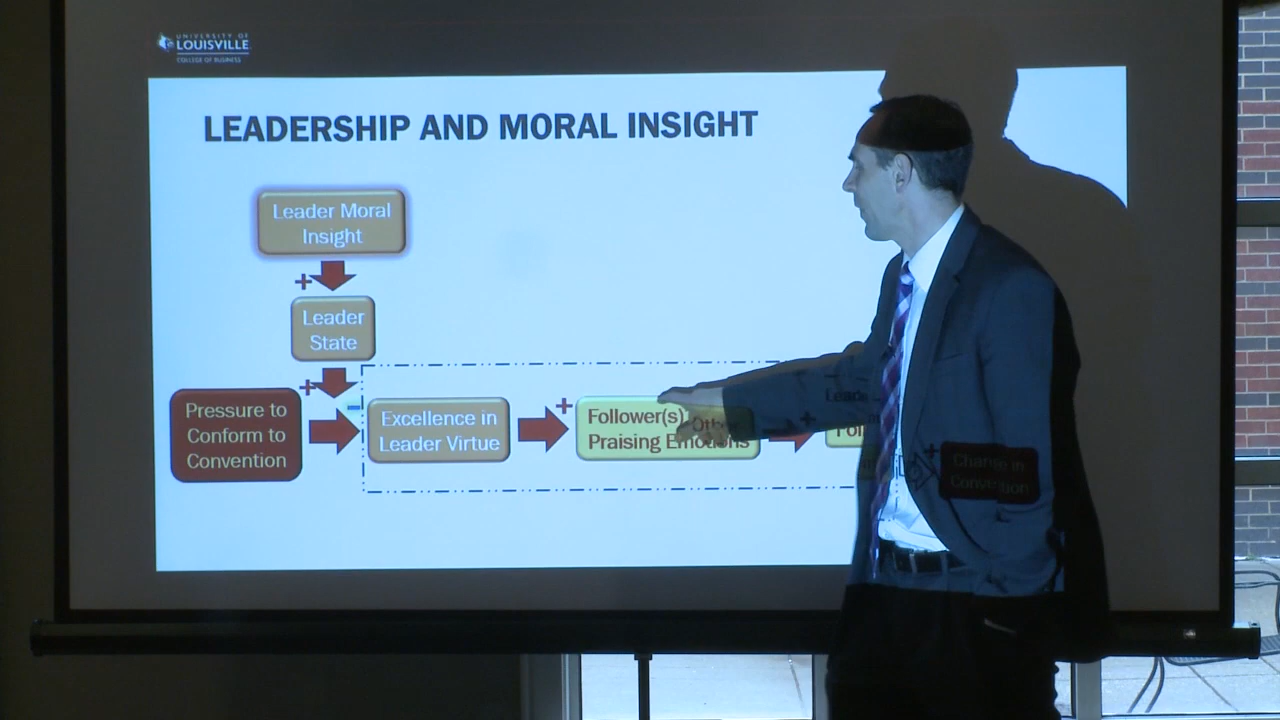 UNIVERSITY OF
LOUISVILLE
COLLEGE OF BUSINESS
LEADERSHIP AND MORAL INSIGHT
Leader Moral
Insight
+
Leader
State
+
Pressure to
Conform to
Convention
Excellence in
Leader Virtue
+
Follower(s)
Other
Praising Emotions
+
+
Change in
Convention